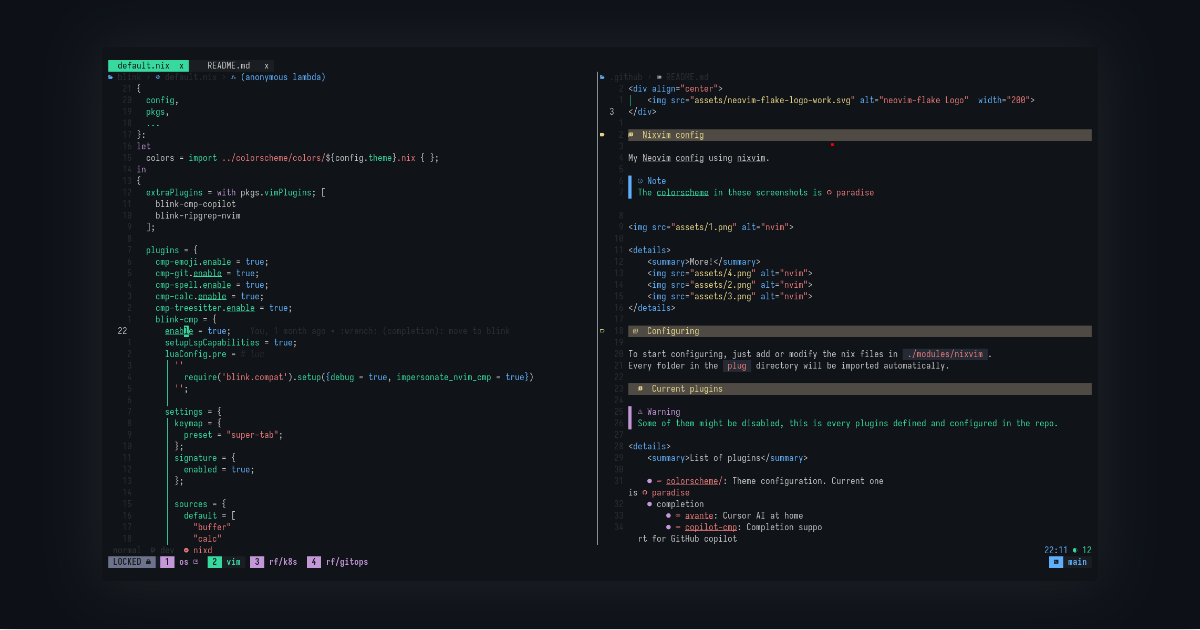 default.nix x README.md x
blink › default.nix › (anonymous lambda)
21 {
20 config,
19 pkgs,
18 ...
17 }:
16 let
15 colors = import ../colorscheme/colors/${config.theme}.nix { };
14 in
13 {
12 extraPlugins = with pkgs.vimPlugins; [
11 blink-cmp-copilot
10 blink-ripgrep-nvim
9 ];
8
7 plugins = {
6 cmp-emoji.enable = true;
5 cmp-git.enable = true;
4 cmp-spell.enable = true;
3 cmp-calc.enable = true;
2 cmp-treesitter.enable = true;
1 blink-cmp = {
22 enable = true; You, 1 month ago • :wrench: [completion]: move to blink
1 setupLspCapabilities = true;
2 luaConfig.pre = # lua
3 ''
4 require('blink.compat').setup({debug = true, impersonate_nvim_cmp = true})
5 '';
6
7 settings = {
8 keymap = {
9 preset = "super-tab";
10 };
11 signature = {
12 enabled = true;
13 };
14
15 sources = {
16 default = [
17 "buffer"
18 "calc"
normal dev nixd
.github › README.md
2 <div align="center">
1 <img src="assets/neovim-flake-logo-work.svg" alt="neovim-flake Logo" width="200">
3 </div>
1
2 Nixvim config
3
4 My Neovim config using nixvim.
5
6 Note
7 The colorscheme in these screenshots is paradise
8
9 <img src="assets/1.png" alt="nvim">
10
11 <details>
12 <summary>More!</summary>
13 <img src="assets/4.png" alt="nvim">
14 <img src="assets/2.png" alt="nvim">
15 <img src="assets/3.png" alt="nvim">
16 </details>
17
18 Configuring
19
20 To start configuring, just add or modify the nix files in ./modules/nixvim.
21 Every folder in the plug directory will be imported automatically.
22
23 Current plugins
24
25 Warning
26 Some of them might be disabled, this is every plugins defined and configured in the repo.
27
28 <details>
29 <summary>List of plugins</summary>
30
31 colorscheme/: Theme configuration. Current one
is paradise
32 completion
33 avante: Cursor AI at home
34 copilot-cmp: Completion suppo
rt for GitHub copilot
22:11 12
LOCKED 1 os 2 vim 3 rf/k8s 4 rf/gitops main